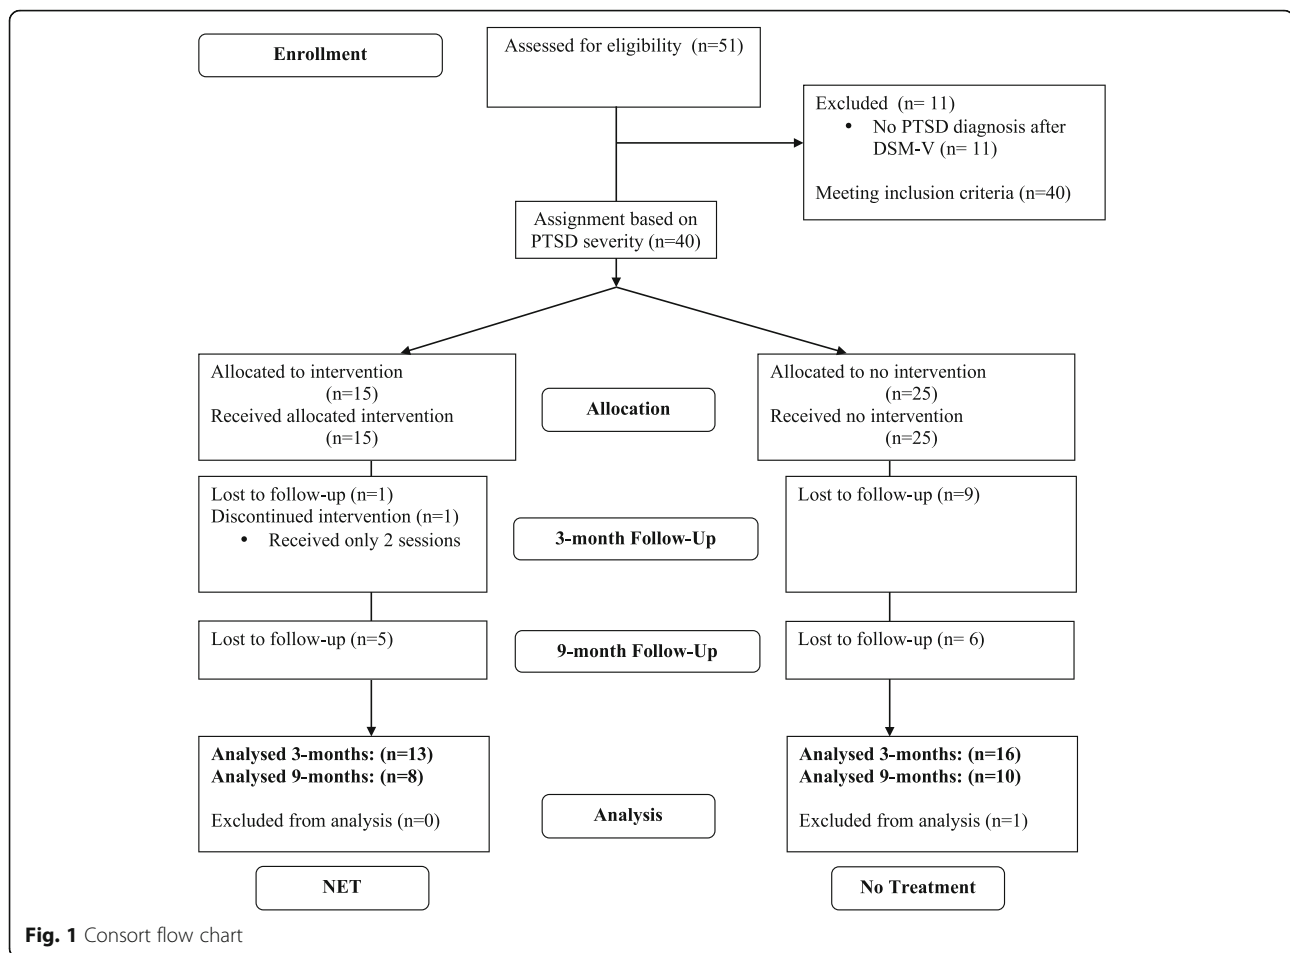 Enrollment
Assessed for eligibility (n=51)
Excluded (n= 11)
• No PTSD diagnosis after
DSM-V (n= 11)
Meeting inclusion criteria (n=40)
Assignment based on
PTSD severity (n=40)
Allocated to intervention
(n=15)
Received allocated intervention
(n=15)
Allocation
Allocated to no intervention
(n=25)
Received no intervention
(n=25)
Lost to follow-up (n=1)
Discontinued intervention (n=1)
• Received only 2 sessions
3-month Follow-Up
Lost to follow-up (n=9)
Lost to follow-up (n=5)
9-month Follow-Up
Lost to follow-up (n= 6)
Analysed 3-months: (n=13)
Analysed 9-months: (n=8)
Excluded from analysis (n=0)
Analysis
Analysed 3-months: (n=16)
Analysed 9-months: (n=10)
Excluded from analysis (n=1)
NET
No Treatment
Fig. 1 Consort flow chart